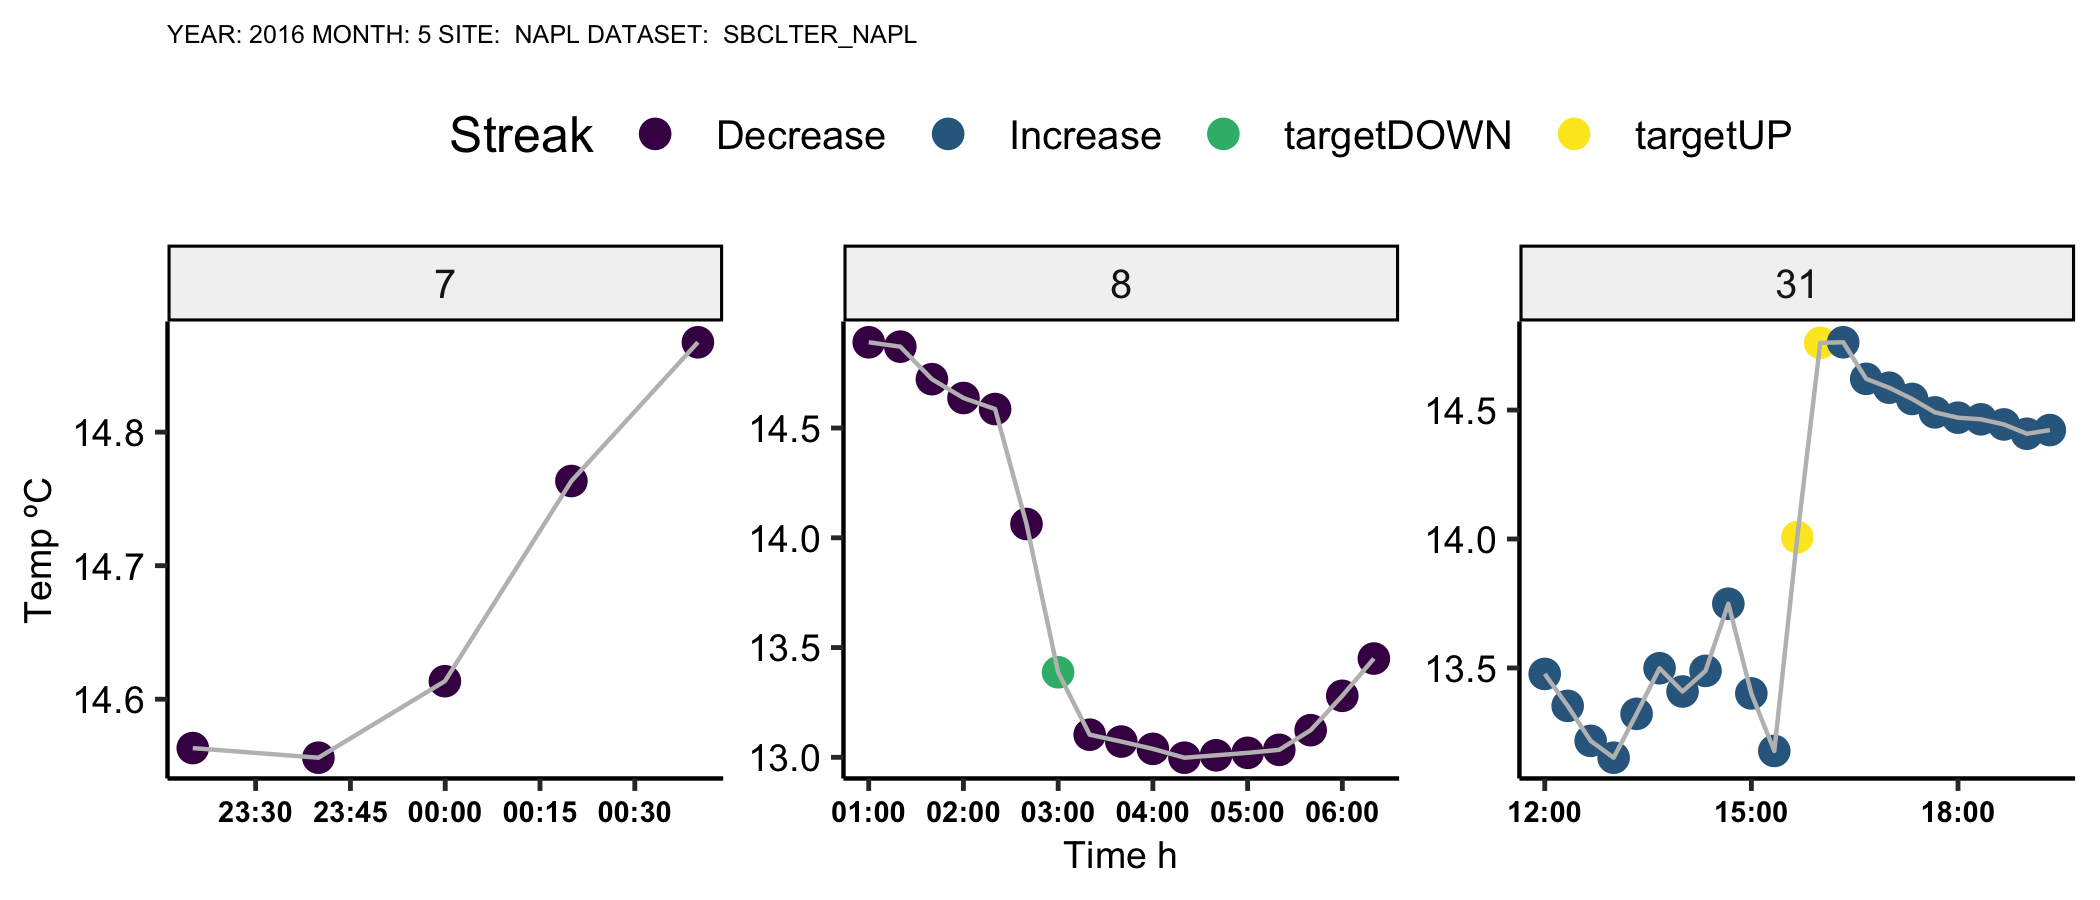 YEAR: 2016 MONTH: 5 SITE:  NAPL DATASET:  SBCLTER_NAPL
Streak Decrease Increase targetDOWN targetUP
7 8 31
Temp ºC
14.8
14.7
14.6
23:30 23:45 00:00 00:15 00:30
14.5
14.0
13.5
13.0
01:00 02:00 03:00 04:00 05:00 06:00
14.5
14.0
13.5
12:00 15:00 18:00
Time h